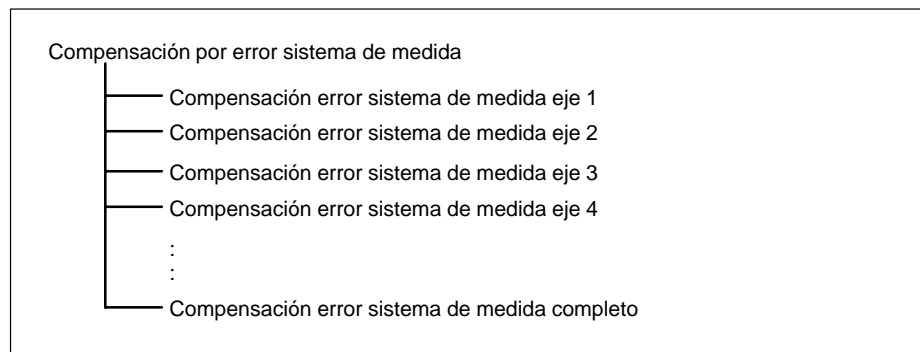 Compensación por error sistema de medida
Compensación error sistema de medida eje 1
Compensación error sistema de medida eje 2
Compensación error sistema de medida eje 3
Compensación error sistema de medida eje 4
:
:
Compensación error sistema de medida completo